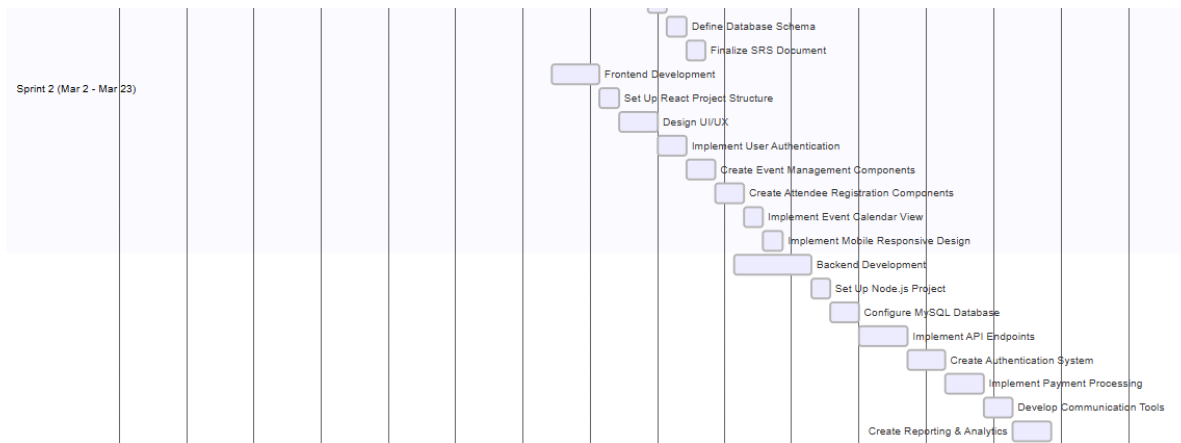 Define Database Schema
Finalize SRS Document
Frontend Development
Sprint 2 (Mar 2 - Mar 23)
Set Up React Project Structure
Design UI/UX
Implement User Authentication
Create Event Management Components
Create Attendee Registration Components
Implement Event Calendar View
Implement Mobile Responsive Design
Backend Development
Set Up Node.js Project
Configure MySQL Database
Implement API Endpoints
Create Authentication System
Implement Payment Processing
Develop Communication Tools
Create Reporting & Analytics